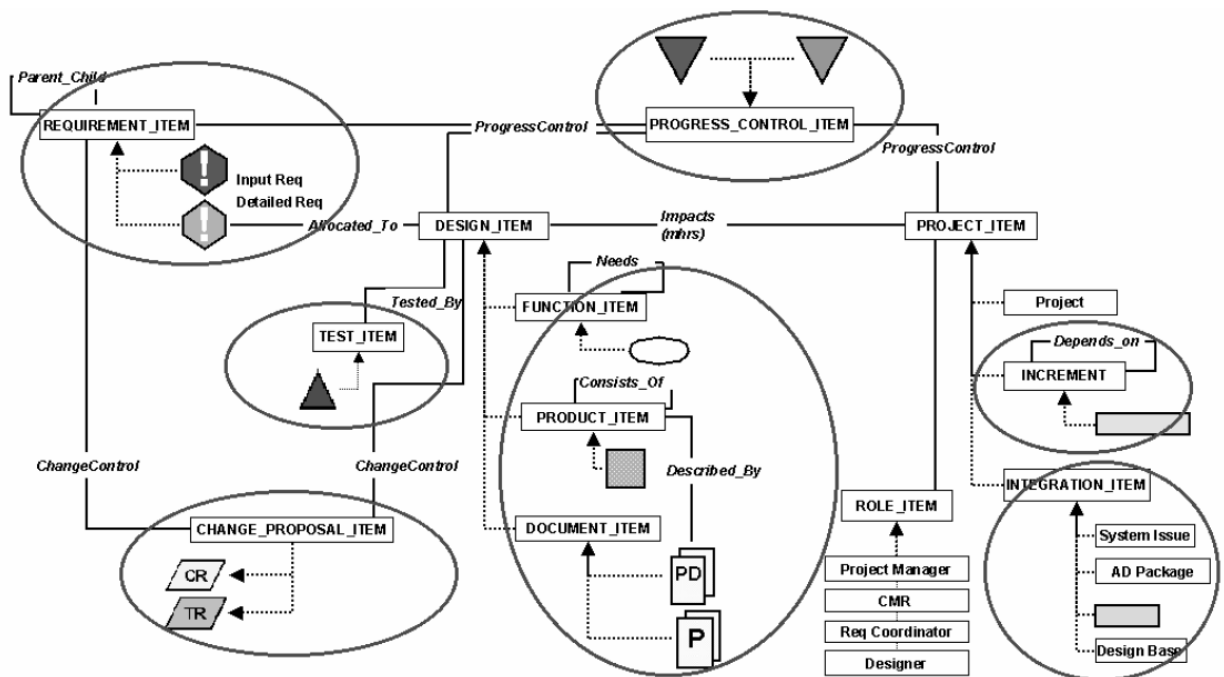 Parent_Child
REQUIREMENT_ITEM
ProgressControl
PROGRESS_CONTROL_ITEM
ProgressControl
!
Input Req
!
Detailed Req
Allocated_To
DESIGN_ITEM
Impacts
(mhrs)
PROJECT_ITEM
Needs
FUNCTION_ITEM
Tested_By
TEST_ITEM
Project
Depends_on
INCREMENT
Consists_Of
PRODUCT_ITEM
ChangeControl
ChangeControl
Described_By
INTEGRATION_ITEM
ROLE_ITEM
CHANGE_PROPOSAL_ITEM
DOCUMENT_ITEM
System Issue
CR
PD
Project Manager
AD Package
TR
CMR
P
Req Coordinator
Design Base
Designer